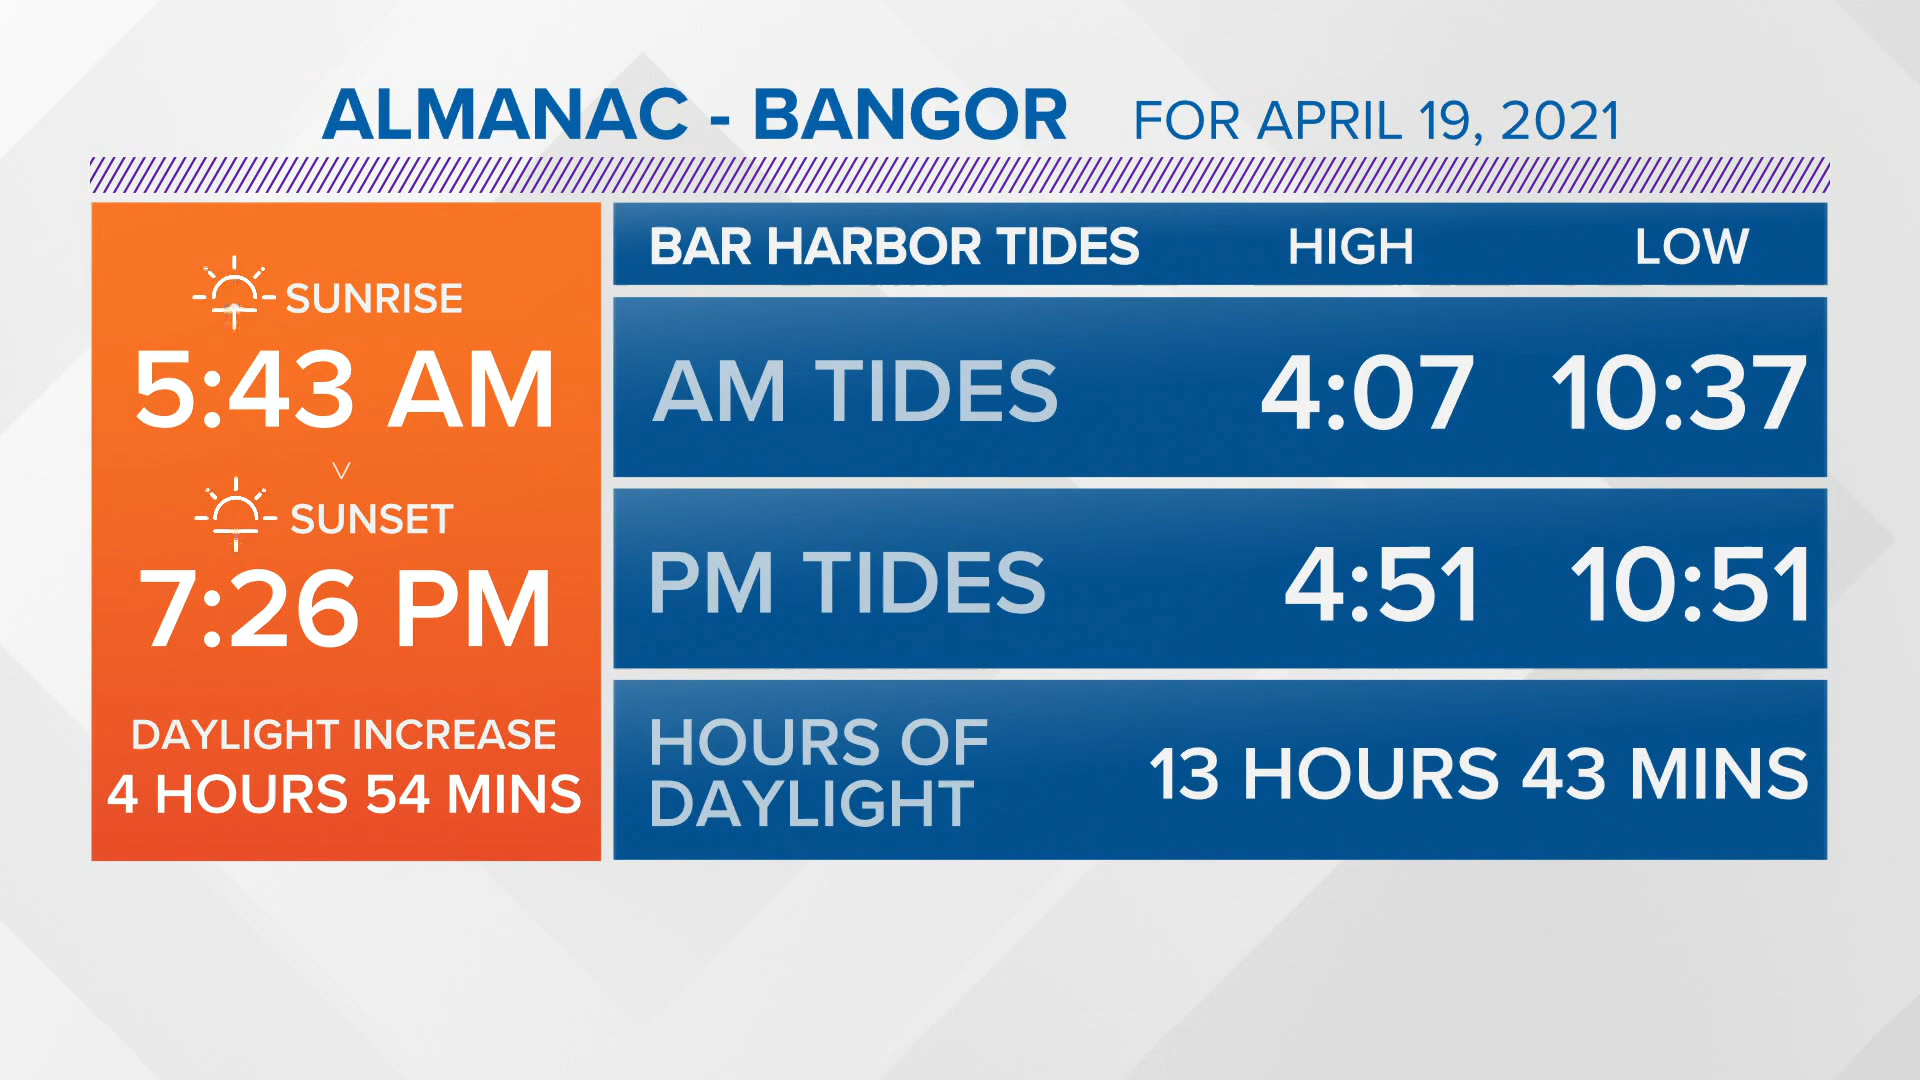 ALMANAC - BANGOR FOR APRIL 19, 2021
SUNRISE
5:43 AM
SUNSET
7:26 PM
DAYLIGHT INCREASE
4 HOURS 54 MINS
BAR HARBOR TIDES HIGH LOW
AM TIDES 4:07 10:37
PM TIDES 4:51 10:51
HOURS OF
DAYLIGHT
13 HOURS 43 MINS